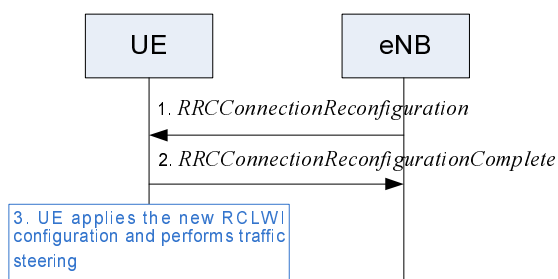 UE
eNB
1. RRCConnectionReconfiguration
2. RRCConnectionReconfigurationComplete
3. UE applies the new RCLWI
configuration and performs traffic
steering